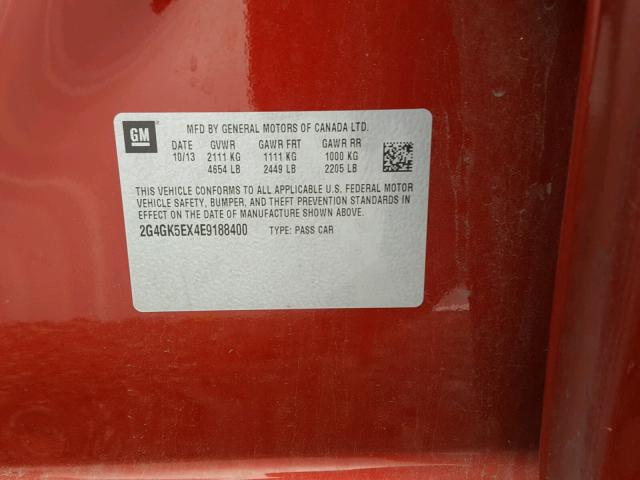 GM
MFD BY GENERAL MOTORS OF CANADA LTD.
DATE GVWR GAWR FRT GAWR RR
10/13 2111 KG 1111 KG 1000 KG
4654 LB 2449 LB 2205 LB
THIS VEHICLE CONFORMS TO ALL APPLICABLE U.S. FEDERAL MOTOR
VEHICLE SAFETY, BUMPER, AND THEFT PREVENTION STANDARDS IN
EFFECT ON THE DATE OF MANUFACTURE SHOWN ABOVE.
2G4GK5EX4E9188400 TYPE: PASS CAR